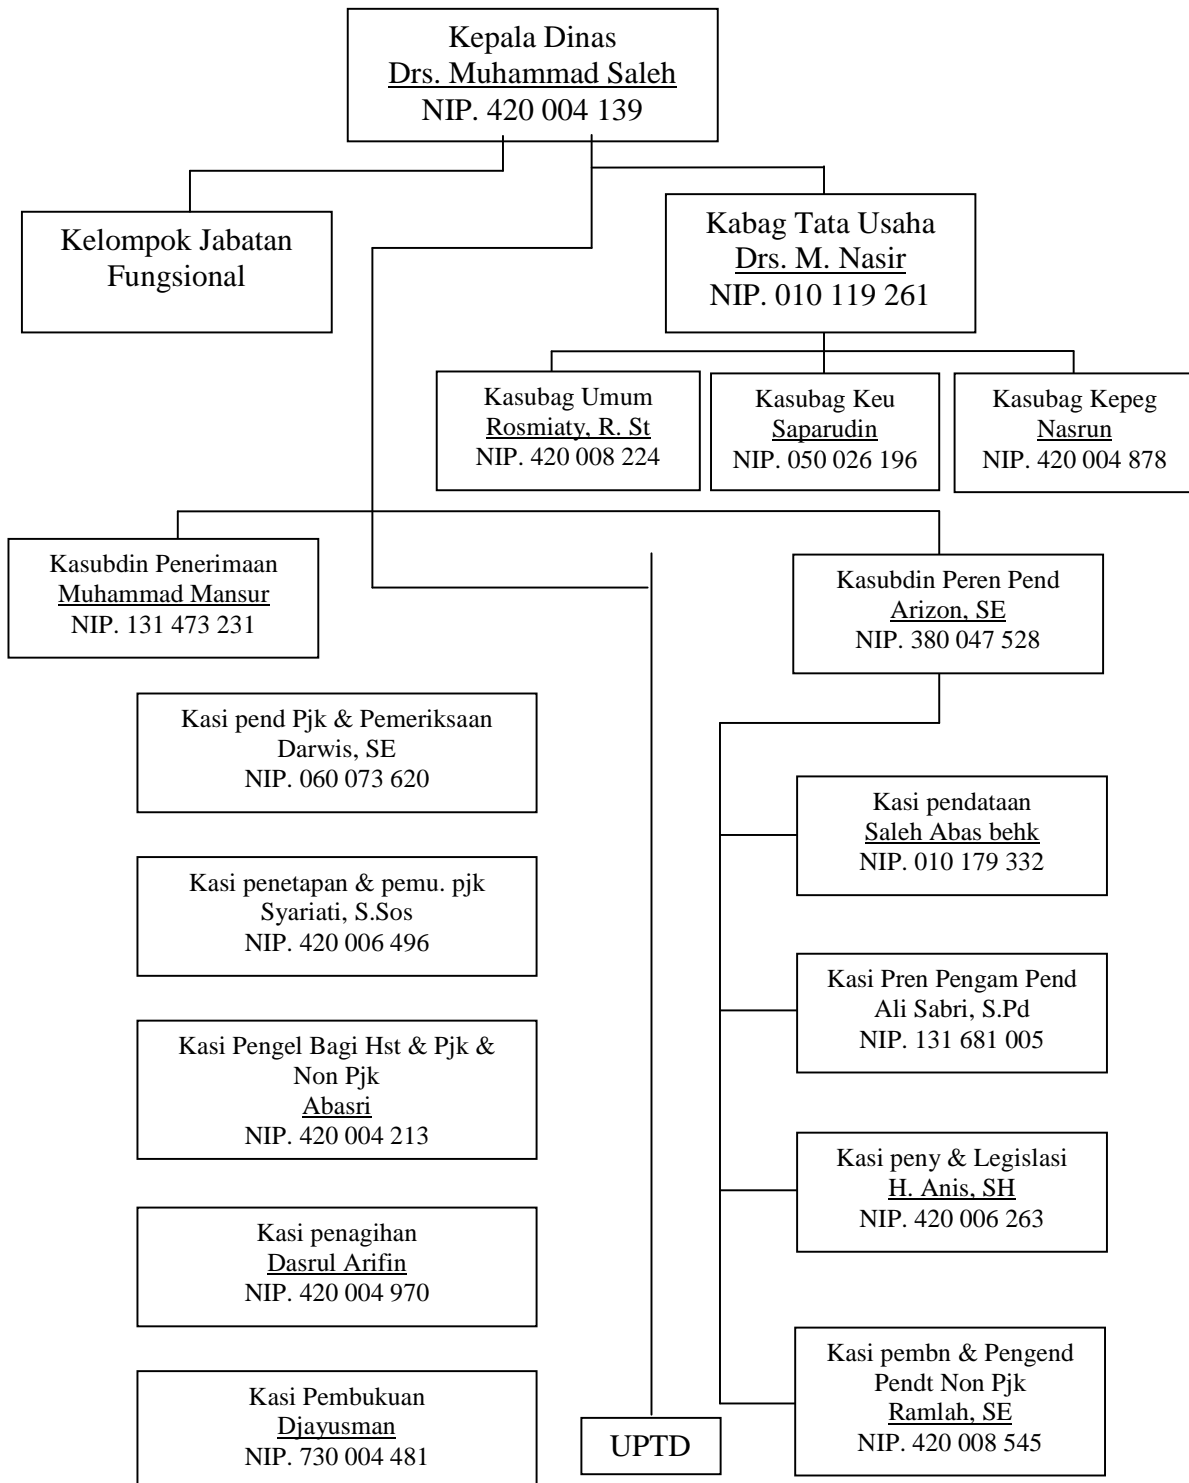 Kepala Dinas
Drs. Muhammad Saleh
NIP. 420 004 139
Kelompok Jabatan
Fungsional
Kabag Tata Usaha
Drs. M. Nasir
NIP. 010 119 261
Kasubag Umum
Rosmiaty, R. St
NIP. 420 008 224
Kasubag Keu
Saparudin
NIP. 050 026 196
Kasubag Kepeg
Nasrun
NIP. 420 004 878
Kasubdin Penerimaan
Muhammad Mansur
NIP. 131 473 231
Kasubdin Peren Pend
Arizon, SE
NIP. 380 047 528
Kasi pend Pjk & Pemeriksaan
Darwis, SE
NIP. 060 073 620
Kasi penetapan & pemu. pjk
Syariati, S.Sos
NIP. 420 006 496
Kasi Pengel Bagi Hst & Pjk &
Non Pjk
Abasri
NIP. 420 004 213
Kasi penagihan
Dasrul Arifin
NIP. 420 004 970
Kasi Pembukuan
Djayusman
NIP. 730 004 481
UPTD
Kasi pendataan
Saleh Abas behk
NIP. 010 179 332
Kasi Pren Pengam Pend
Ali Sabri, S.Pd
NIP. 131 681 005
Kasi peny & Legislasi
H. Anis, SH
NIP. 420 006 263
Kasi pembn & Pengend
Pendt Non Pjk
Ramlah, SE
NIP. 420 008 545